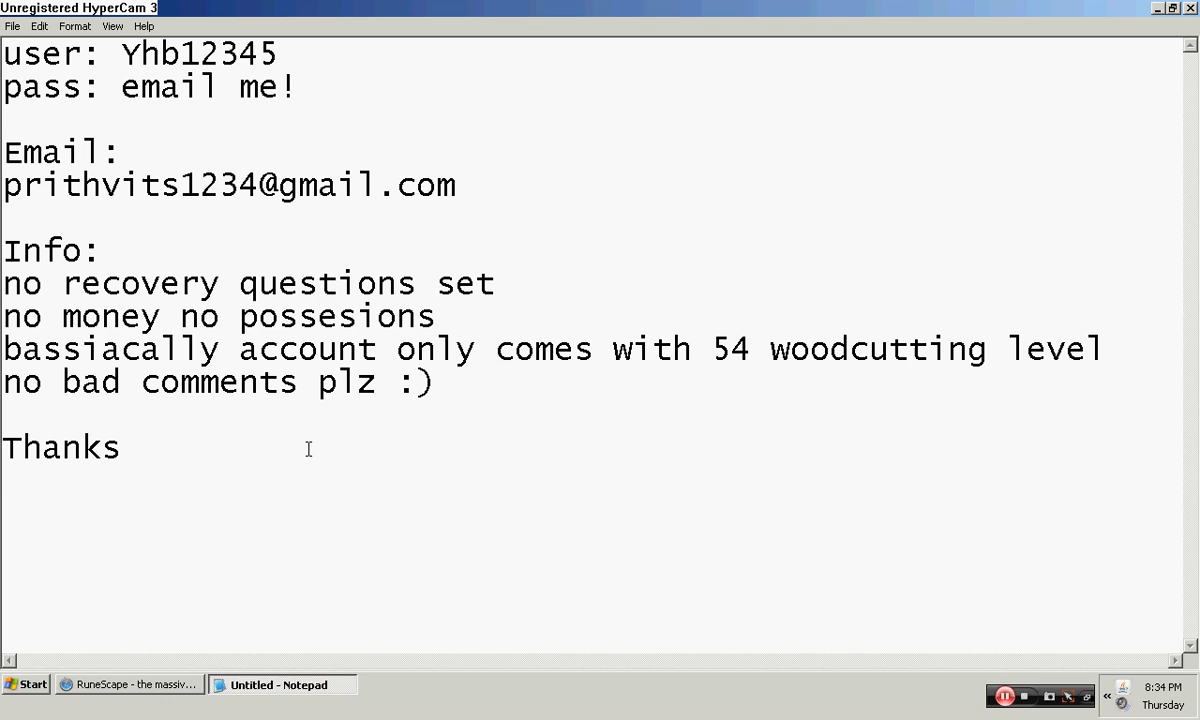 Unregistered HyperCam 3
File Edit Format View Help
user: Yhb12345
pass: email me!
Email:
prithvits1234@gmail.com
Info:
no recovery questions set
no money no possesions
bassiacally account only comes with 54 woodcutting level
no bad comments plz :)
Thanks
Start RuneScape - the massiv... Untitled - Notepad « 8:34 PM
Thursday